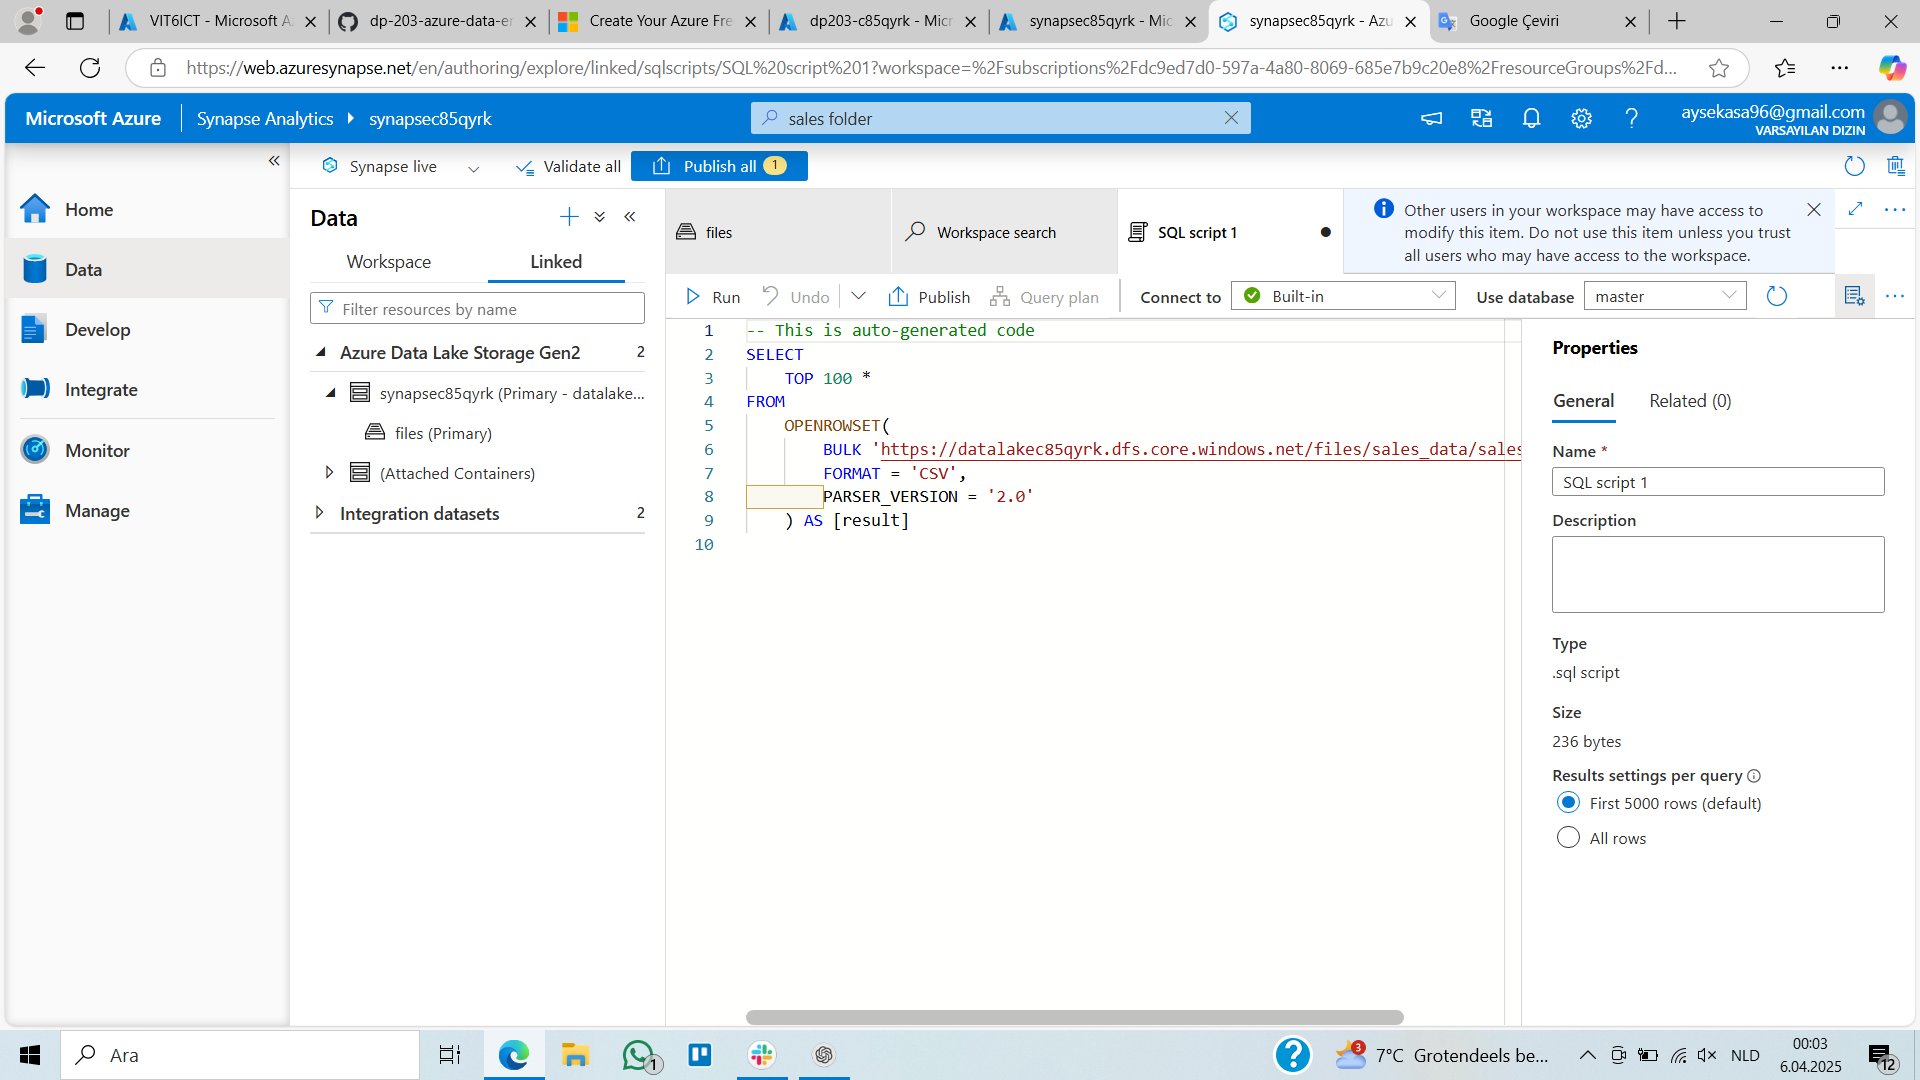 VIT6ICT - Microsoft A
dp-203-azure-data-er
Create Your Azure Fre
dp203-c85qyrk - Micr
synapsec85qyrk - Mic
synapsec85qyrk - Azu
Google Çeviri
https://web.azuresynapse.net/en/authoring/explore/linked/sqlscripts/SQL%20script%201?workspace=%2Fsubscriptions%2Fdc9ed7d0-597a-4a80-8069-685e7b9c20e8%2FresourceGroups%2Fd...
Microsoft Azure
Synapse Analytics
synapsec85qyrk
sales folder
aysekasa96@gmail.com
VARSAYILAN DIZIN
Synapse live
Validate all
Publish all 1
Home
Data
Develop
Integrate
Monitor
Manage
Data
Workspace
Linked
Filter resources by name
Azure Data Lake Storage Gen2 2
synapsec85qyrk (Primary - datalake...
files (Primary)
(Attached Containers)
Integration datasets 2
files
Workspace search
SQL script 1
Other users in your workspace may have access to
modify this item. Do not use this item unless you trust
all users who may have access to the workspace.
Run
Undo
Publish
Query plan
Connect to
Built-in
Use database
master
1 -- This is auto-generated code
2 SELECT
3 TOP 100 *
4 FROM
5 OPENROWSET(
6 BULK 'https://datalakec85qyrk.dfs.core.windows.net/files/sales_data/sales
7 FORMAT = 'CSV',
8 PARSER_VERSION = '2.0'
9 ) AS [result]
10
Properties
General
Related (0)
Name *
SQL script 1
Description
Type
.sql script
Size
236 bytes
Results settings per query
First 5000 rows (default)
All rows
Ara
1
3
7°C Grotendeels be...
NLD
00:03
6.04.2025
12